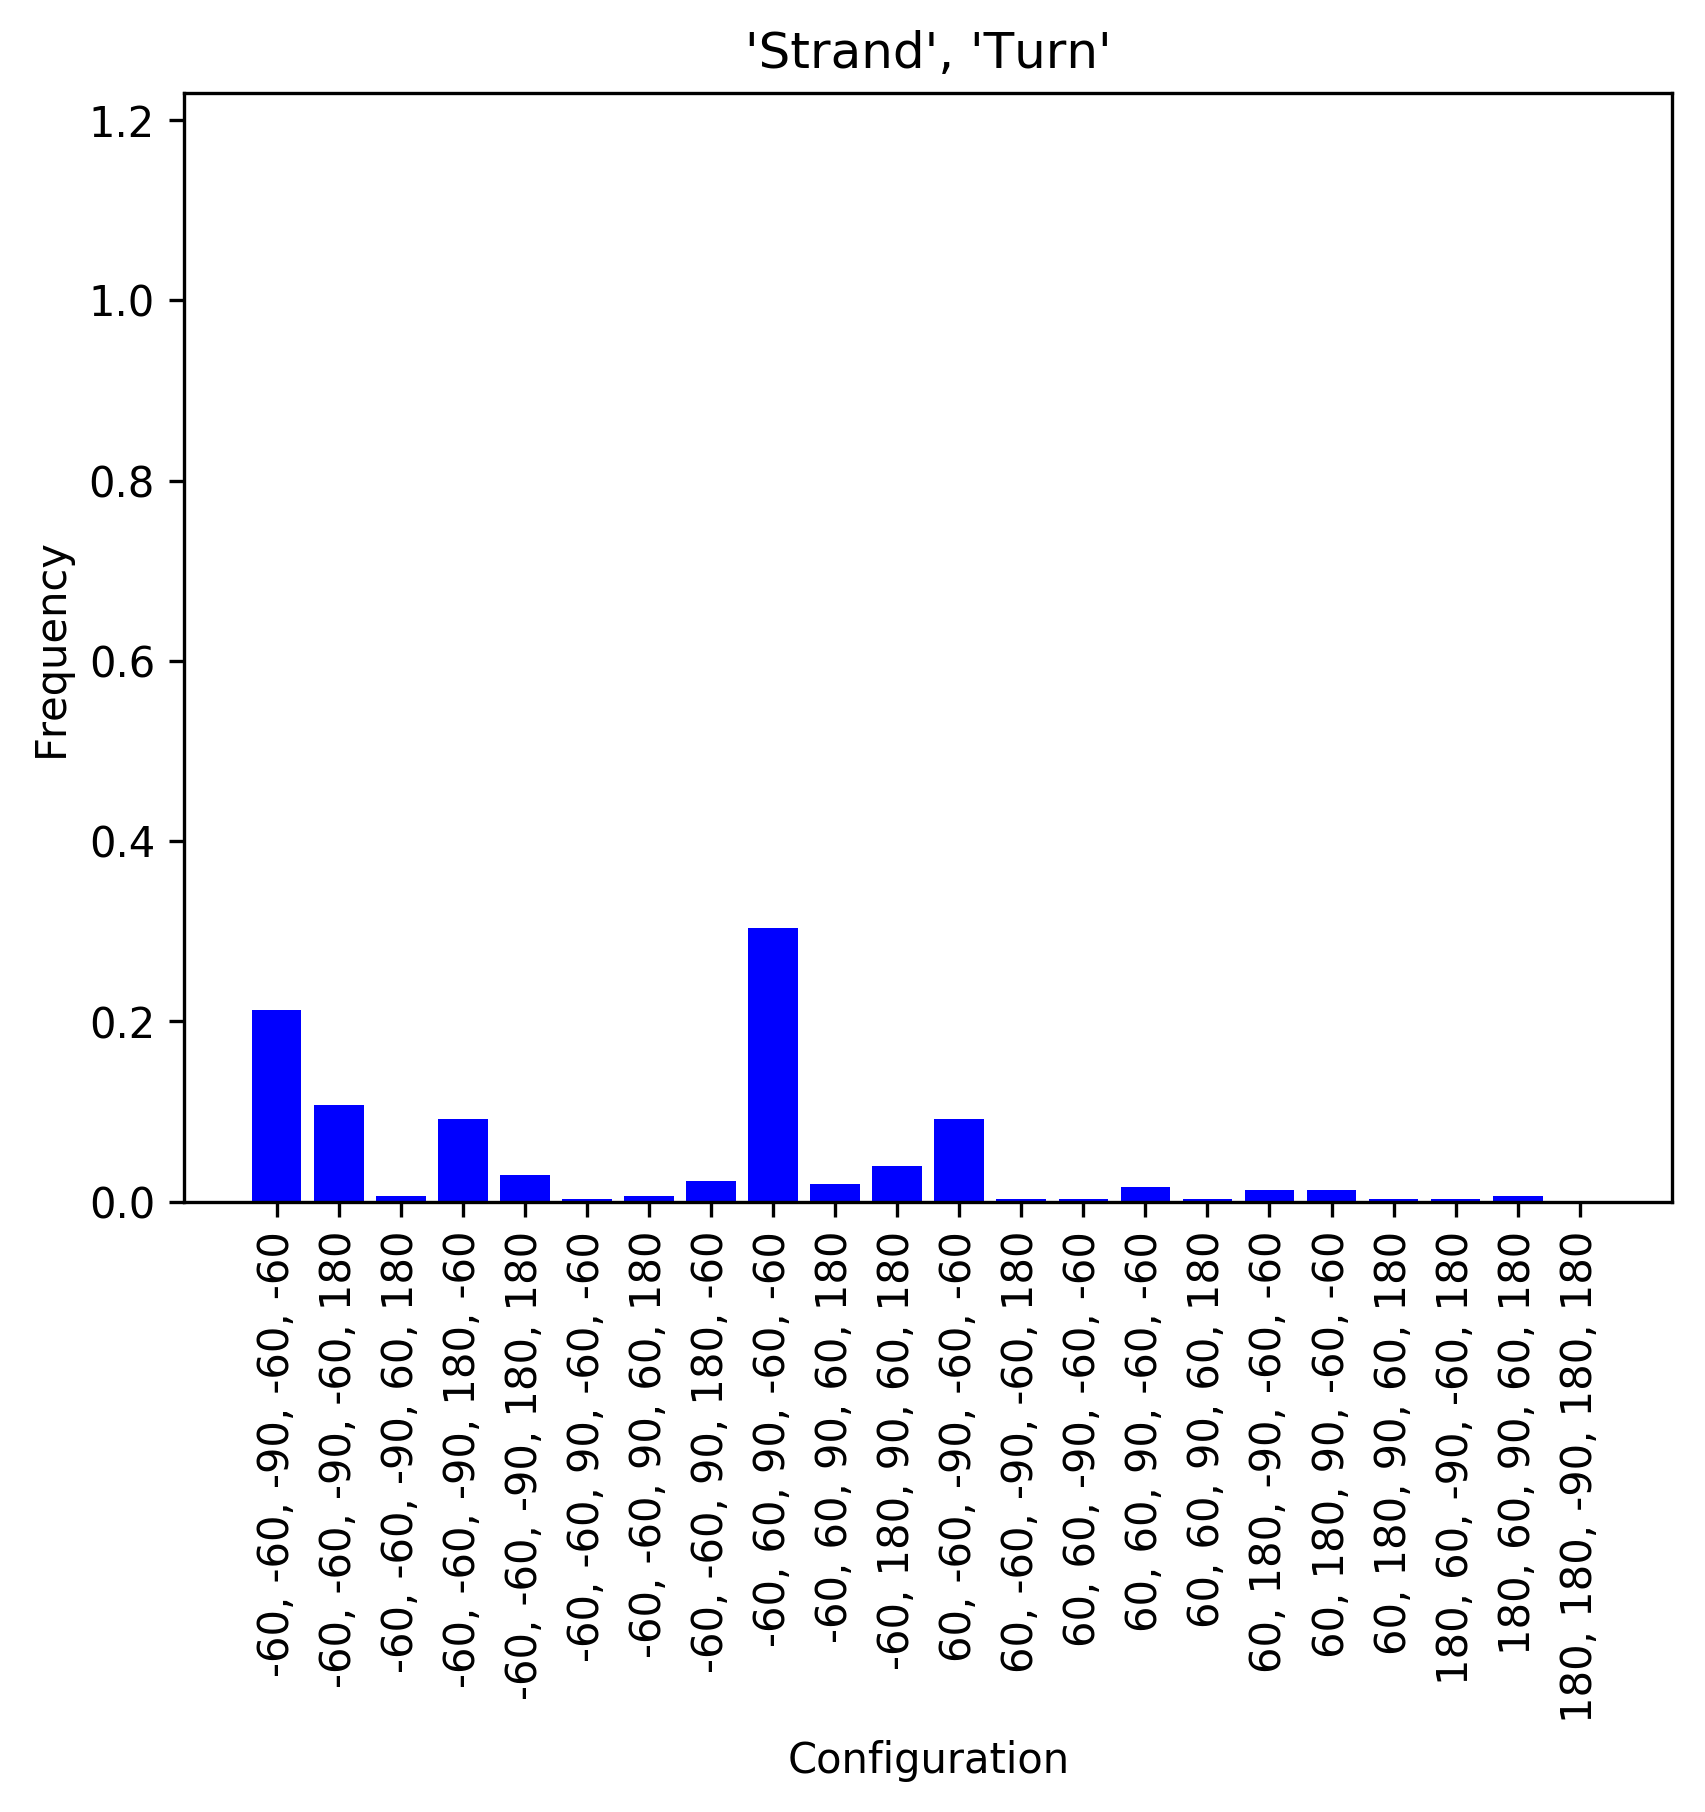 'Strand', 'Turn'
1.2
1.0
0.8
0.6
0.4
0.2
0.0
Frequency
-60, -60, -90, -60, -60
-60, -60, -90, -60, 180
-60, -60, -90, 60, 180
-60, -60, -90, 180, -60
-60, -60, -90, 180, 180
-60, -60, 90, -60, -60
-60, -60, 90, 60, 180
-60, -60, 90, 180, -60
-60, 60, 90, -60, -60
-60, 60, 90, 60, 180
-60, 180, 90, 60, 180
60, -60, -90, -60, -60
60, -60, -90, -60, 180
60, 60, -90, -60, -60
60, 60, 90, -60, -60
60, 60, 90, 60, 180
60, 180, -90, -60, -60
60, 180, 90, -60, -60
60, 180, 90, 60, 180
180, 60, -90, -60, 180
180, 60, 90, 60, 180
180, 180, -90, 180, 180
Configuration